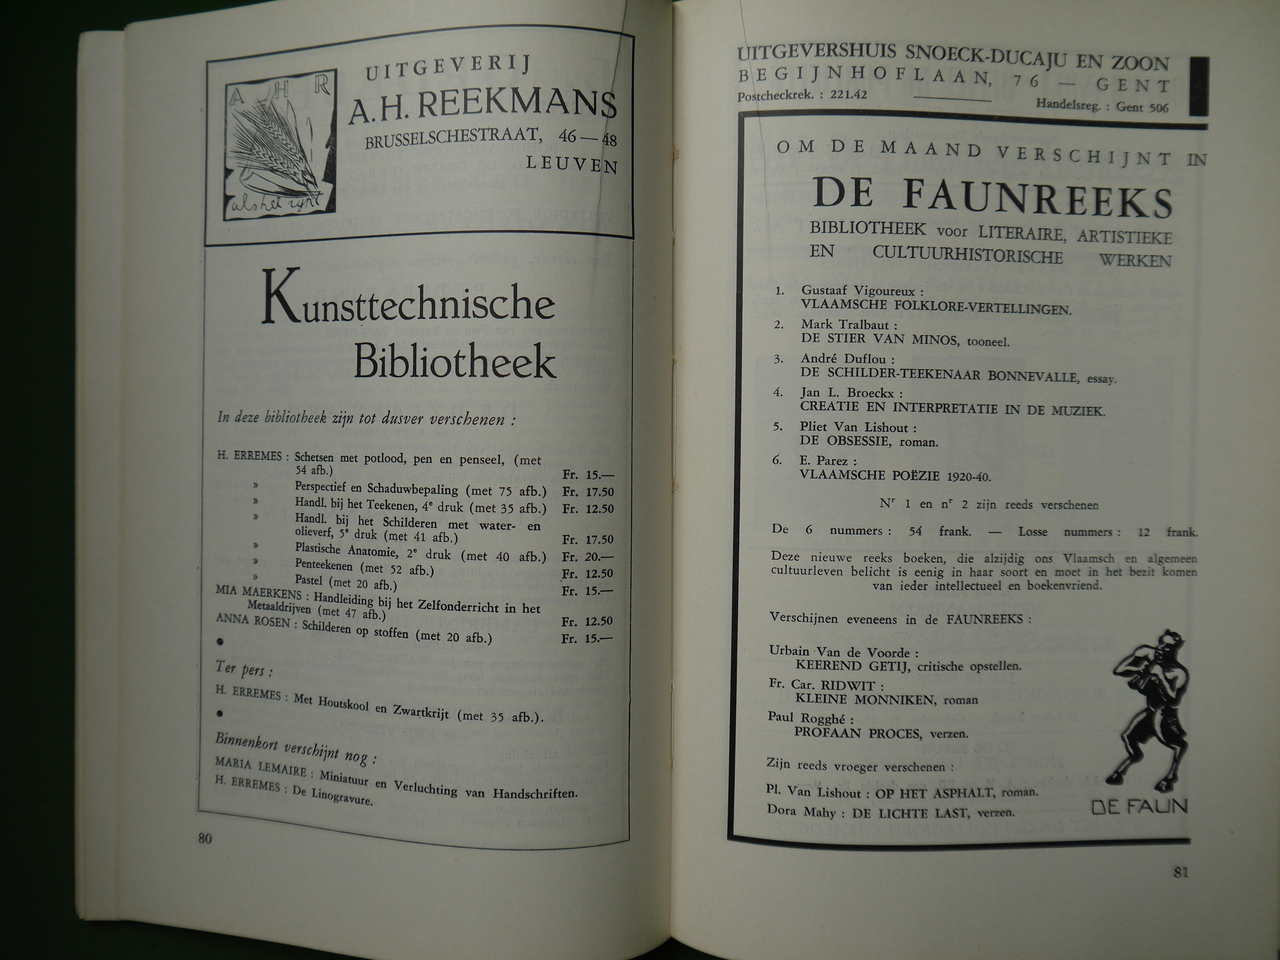 A H R
als het rypt
UITGEVERIJ
A.H. REEKMANS
BRUSSELSCHESTRAAT, 46 — 48
LEUVEN
Kunsttechnische
Bibliotheek
In deze bibliotheek zijn tot dusver verschenen :
H. ERREMES : Schetsen met potlood, pen en penseel, (met
54 afb.) Fr. 15.—
» Perspectief en Schaduwbepaling (met 75 afb.) Fr. 17.50
» Handl. bij het Teekenen, 4e druk (met 35 afb.) Fr. 12.50
» Handl. bij het Schilderen met water- en
olieverf, 5e druk (met 41 afb.) Fr. 17.50
» Plastische Anatomie, 2e druk (met 40 afb.) Fr. 20.—
» Penteekenen (met 52 afb.) Fr. 12.50
» Pastel (met 20 afb.) Fr. 15.—
MIA MAERKENS : Handleiding bij het Zelfonderricht in het
Metaaldrijven (met 47 afb.) Fr. 12.50
ANNA ROSEN : Schilderen op stoffen (met 20 afb.) Fr. 15.—
●
Ter pers :
H. ERREMES : Met Houtskool en Zwartkrijt (met 35 afb.).
●
Binnenkort verschijnt nog :
MARIA LEMAIRE : Miniatuur en Verluchting van Handschriften.
H. ERREMES : De Linogravure.
80
UITGEVERSHUIS SNOECK-DUCAJU EN ZOON
BEGIJNHOFLAAN, 76 — GENT
Postcheckrek. : 221.42 Handelsreg. : Gent 506
OM DE MAAND VERSCHIJNT IN
DE FAUNREEKS
BIBLIOTHEEK voor LITERAIRE, ARTISTIEKE
EN CULTUURHISTORISCHE WERKEN
1. Gustaaf Vigoureux :
VLAAMSCHE FOLKLORE-VERTELLINGEN.
2. Mark Tralbaut :
DE STIER VAN MINOS, tooneel.
3. André Duflou :
DE SCHILDER-TEEKENAAR BONNEVALLE, essay.
4. Jan L. Broeckx :
CREATIE EN INTERPRETATIE IN DE MUZIEK.
5. Pliet Van Lishout :
DE OBSESSIE, roman.
6. E. Parez :
VLAAMSCHE POËZIE 1920-40.
Nr 1 en nr 2 zijn reeds verschenen
De 6 nummers : 54 frank. — Losse nummers : 12 frank.
Deze nieuwe reeks boeken, die alzijdig ons Vlaamsch en algemeen
cultuurleven belicht is eenig in haar soort en moet in het bezit komen
van ieder intellectueel en boekenvriend.
Verschijnen eveneens in de FAUNREEKS :
Urbain Van de Voorde :
KEEREND GETIJ, critische opstellen.
Fr. Car. RIDWIT :
KLEINE MONNIKEN, roman
Paul Rogghé :
PROFAAN PROCES, verzen.
Zijn reeds vroeger verschenen :
Pl. Van Lishout : OP HET ASPHALT, roman.
Dora Mahy : DE LICHTE LAST, verzen.
DE FAUN
81